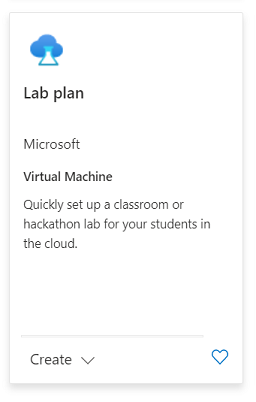 Lab plan
Microsoft
Virtual Machine
Quickly set up a classroom or
hackathon lab for your students in
the cloud.
Create